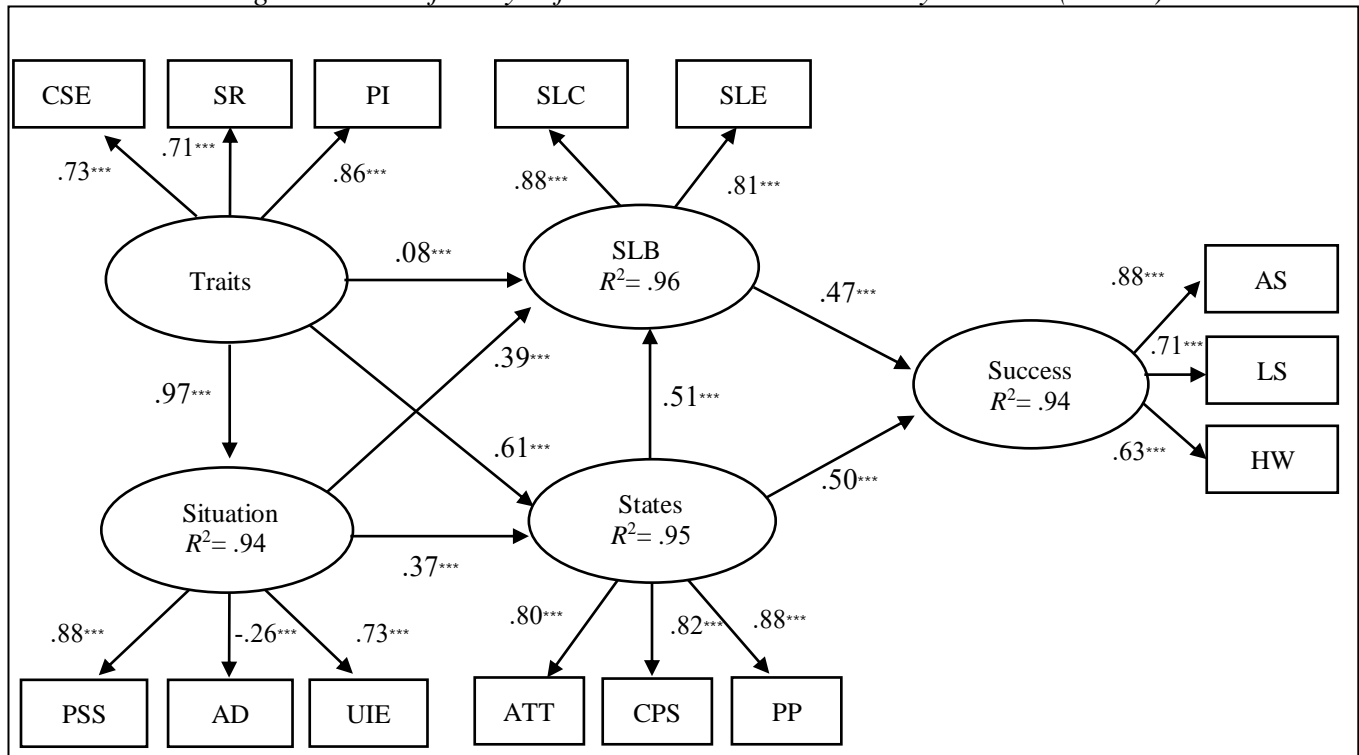 CSE SR PI SLC SLE
.73*** .71*** .86*** .88*** .81***
Traits
.08***
SLB
R²= .96
.47***
.88*** AS
.71*** LS
.63*** HW
Success
R²= .94
.97***
.39***
.61***
.51***
.50***
Situation
R²= .94
.37***
States
R²= .95
.88*** -.26*** .73*** .80*** .82*** .88***
PSS AD UIE ATT CPS PP